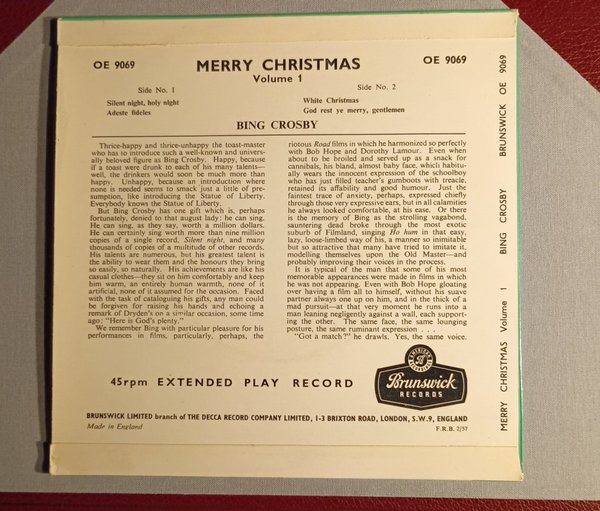 OE 9069
MERRY CHRISTMAS
OE 9069
Volume 1
Side No. 1
Silent night, holy night
Adeste fideles
Side No. 2
White Christmas
God rest ye merry, gentlemen
BING CROSBY
Thrice-happy and thrice-unhappy the toast-master
who has to introduce such a well-known and univers-
ally beloved figure as Bing Crosby. Happy, because
if a toast were drunk to each of his many talents—
well, the drinkers would soon be much more than
happy. Unhappy, because an introduction where
none is needed seems to smack just a little of pre-
sumption, like introducing the Statue of Liberty.
Everybody knows the Statue of Liberty.
But Bing Crosby has one gift which is, perhaps
fortunately, denied to that august lady: he can sing.
He can sing, as they say, worth a million dollars.
He can certainly sing worth more than nine million
copies of a single record, Silent night, and many
thousands of copies of a multitude of other records.
His talents are numerous, but his greatest talent is
the ability to wear them and the honours they bring
so easily, so naturally. His achievements are like his
casual clothes—they sit on him comfortably and keep
him warm, an entirely human warmth, none of it
artificial, none of it assumed for the occasion. Faced
with the task of cataloguing his gifts, any man could
be forgiven for raising his hands and echoing a
remark of Dryden's on a similar occasion, some time
ago: "Here is God's plenty."
We remember Bing with particular pleasure for his
performances in films, particularly, perhaps, the
riotous Road films in which he harmonized so perfectly
with Bob Hope and Dorothy Lamour. Even when
about to be broiled and served up as a snack for
cannibals, his bland, almost baby face, which habitu-
ally wears the innocent expression of the schoolboy
who has just filled teacher's gumboots with treacle,
retained its affability and good humour. Just the
faintest trace of anxiety, perhaps, expressed chiefly
through those very expressive ears, but in all calamities
he always looked comfortable, at his ease. Or there
is the memory of Bing as the strolling vagabond,
sauntering dead broke through the most exotic
suburb of Filmland, singing Ho hum in that easy,
lazy, loose-limbed way of his, a manner so inimitable
but so attractive that many have tried to imitate it,
modelling themselves upon the Old Master—and
probably improving their voices in the process.
It is typical of the man that some of his most
memorable appearances were made in films in which
he was not appearing. Even with Bob Hope gloating
over having a film all to himself, without his suave
partner always one up on him, and in the thick of a
mad pursuit—at that very moment he runs into a
man leaning negligently against a wall, each support-
ing the other. The same face, the same lounging
posture, the same ruminant expression . . .
"Got a match?" he drawls. Yes, the same voice.
45rpm EXTENDED PLAY RECORD
AMERICAN
RECORDINGS
Brunswick
RECORDS
BRUNSWICK LIMITED branch of THE DECCA RECORD COMPANY LIMITED, 1-3 BRIXTON ROAD, LONDON, S.W.9, ENGLAND
Made in England
F.R.B. 2/57
MERRY CHRISTMAS Volume 1 BING CROSBY BRUNSWICK OE 9069